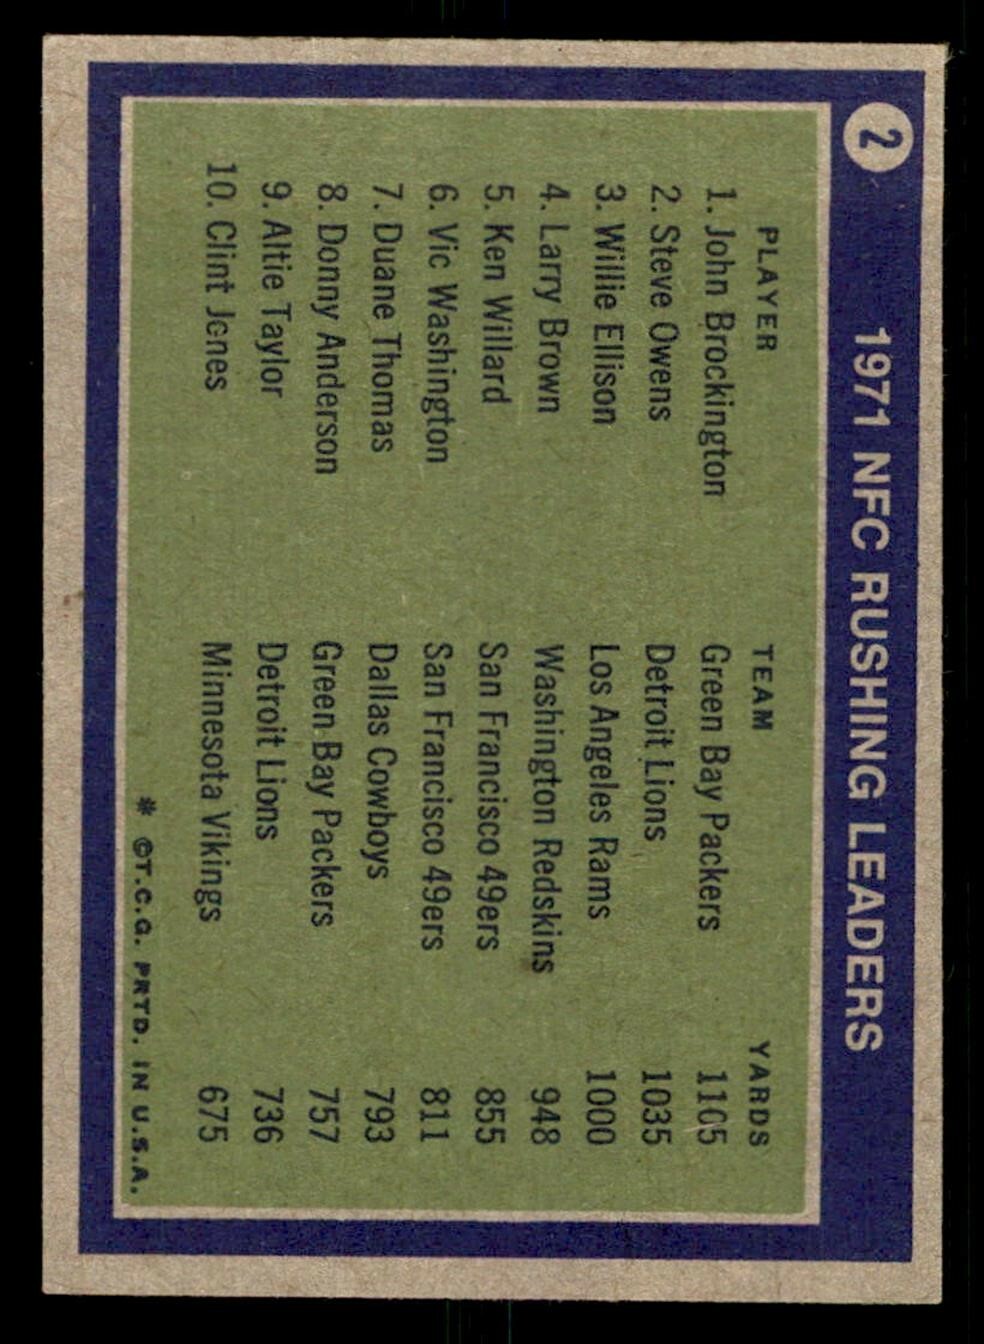 2
1971 NFC RUSHING LEADERS
PLAYER TEAM YARDS
1. John Brockington Green Bay Packers 1105
2. Steve Owens Detroit Lions 1035
3. Willie Ellison Los Angeles Rams 1000
4. Larry Brown Washington Redskins 948
5. Ken Willard San Francisco 49ers 855
6. Vic Washington San Francisco 49ers 811
7. Duane Thomas Dallas Cowboys 793
8. Donny Anderson Green Bay Packers 757
9. Altie Taylor Detroit Lions 736
10. Clint Jones Minnesota Vikings 675
* ©T.C.G. PRTD. IN U.S.A.